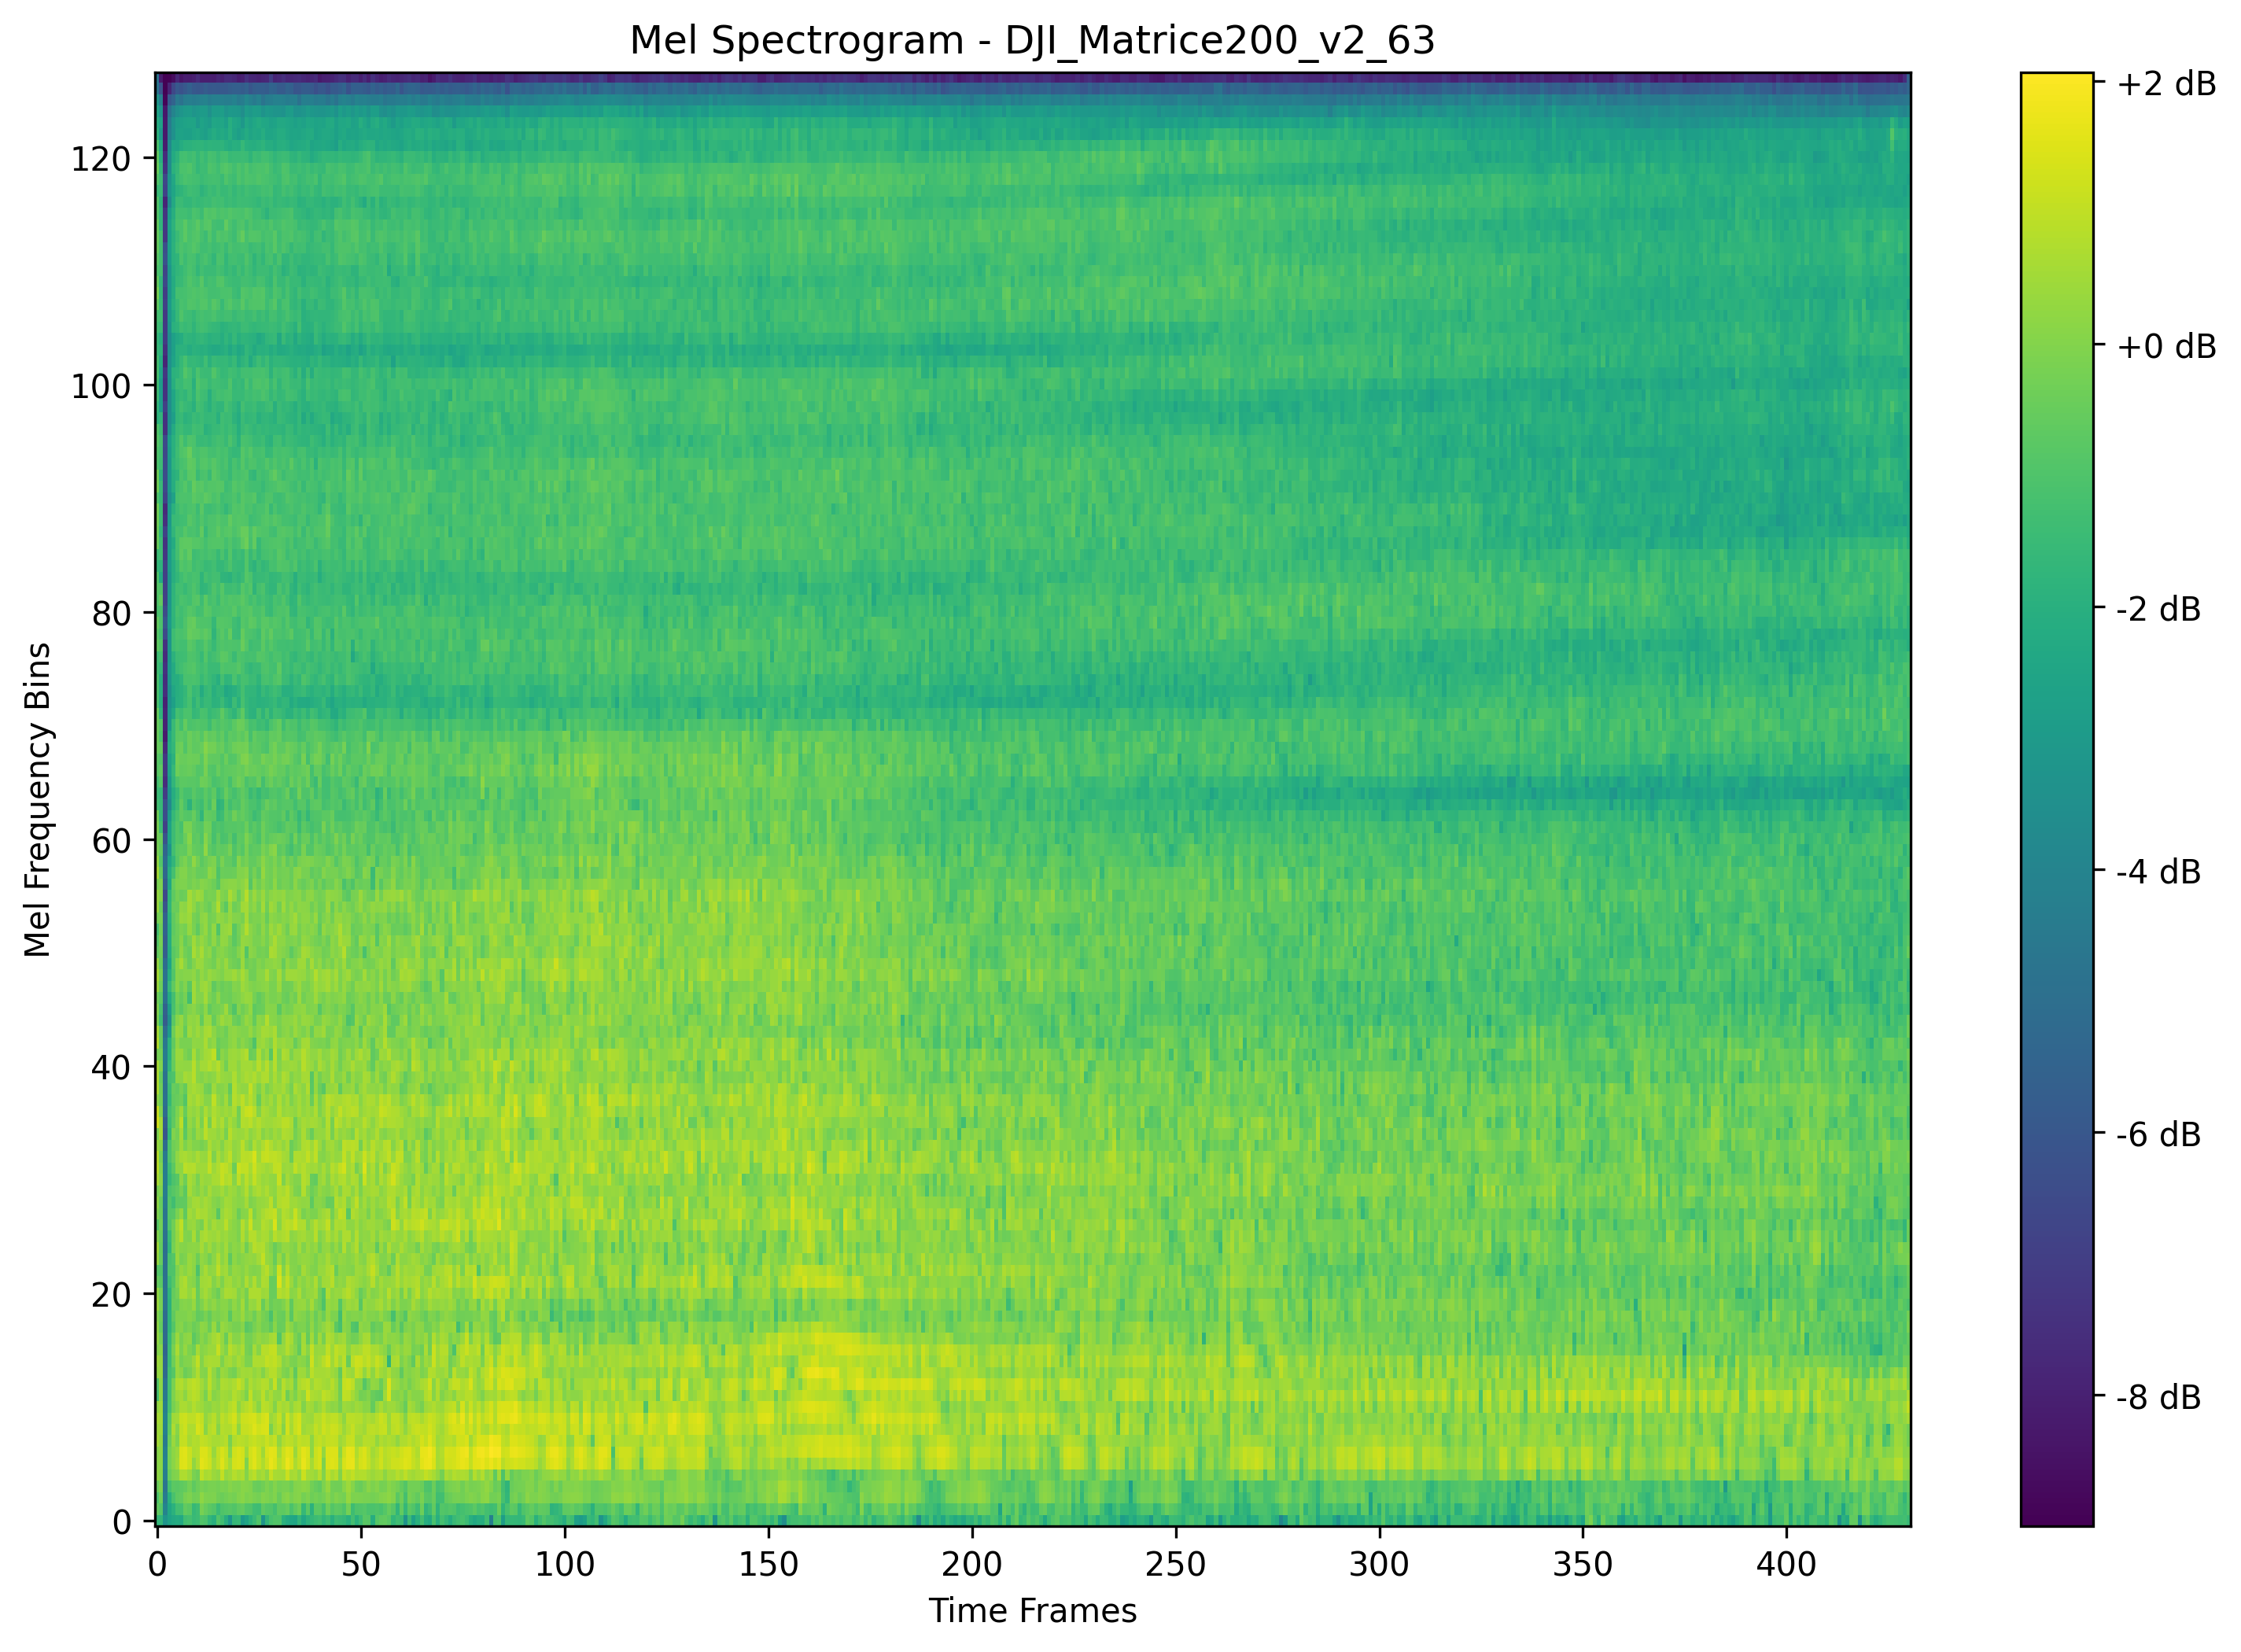 Mel Spectrogram - DJI_Matrice200_v2_63
Mel Frequency Bins
120
100
80
60
40
20
0
0 50 100 150 200 250 300 350 400
Time Frames
+2 dB
+0 dB
-2 dB
-4 dB
-6 dB
-8 dB